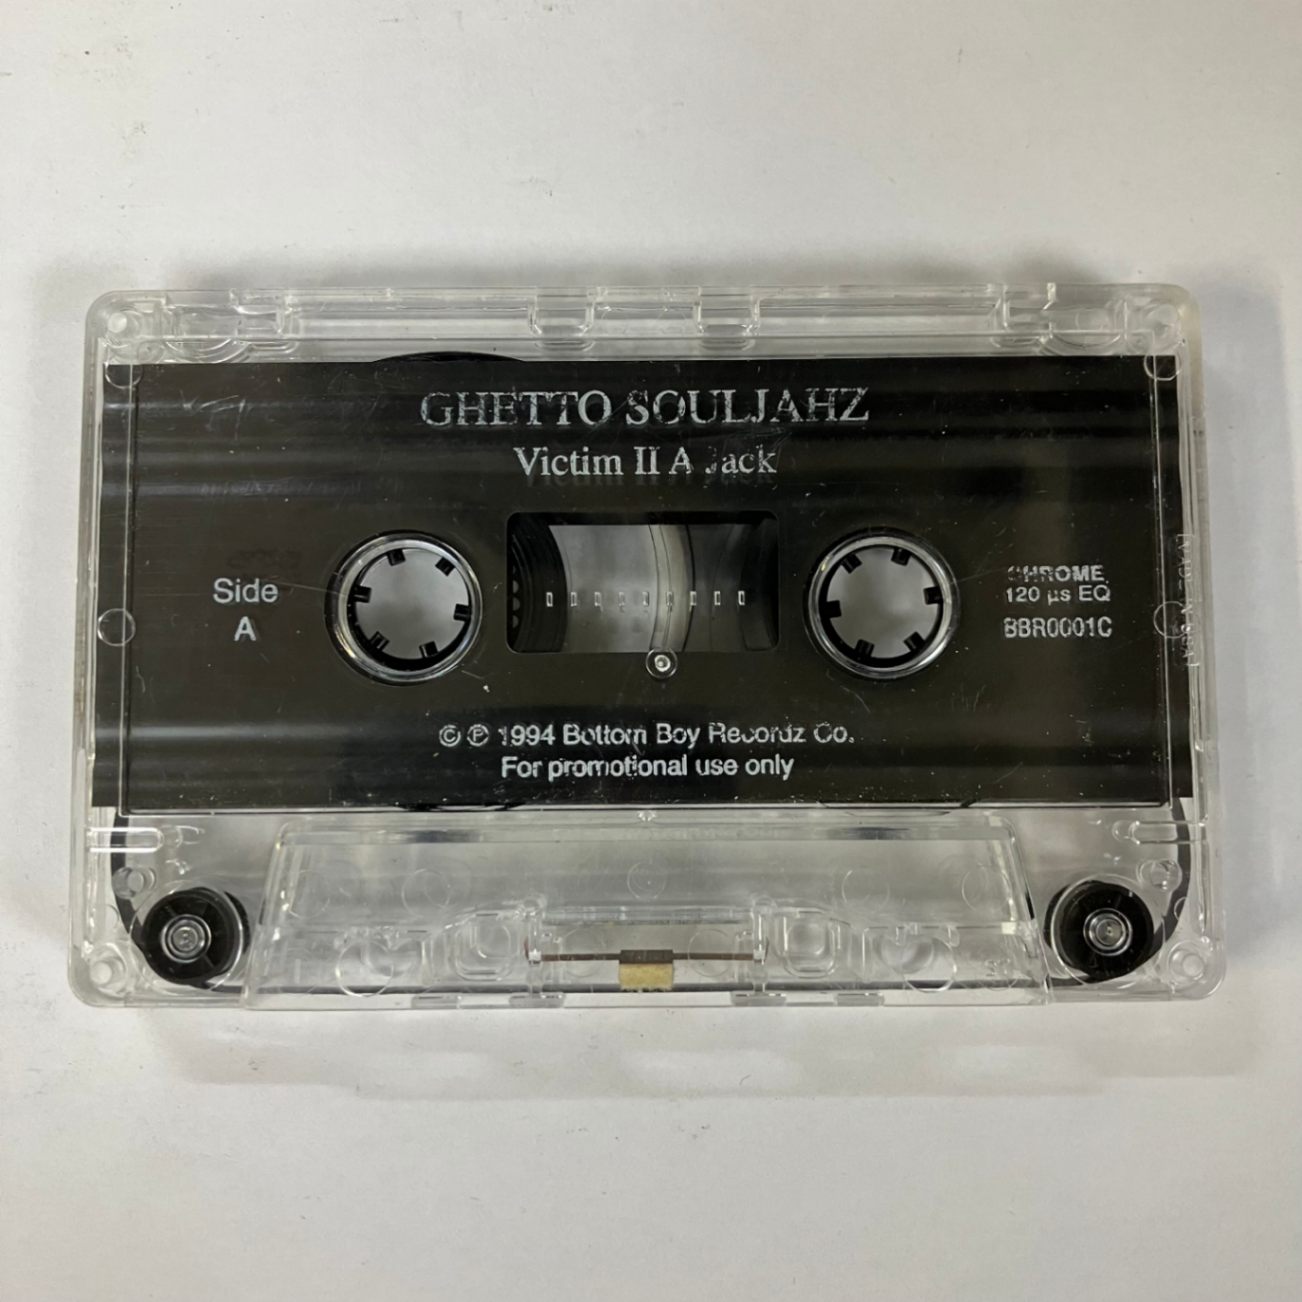 GHETTO SOULJAHZ
Victim II A Jack
Side
A
CHROME
120 µs EQ
BBR0001C
© ℗ 1994 Bottom Boy Recordz Co.
For promotional use only